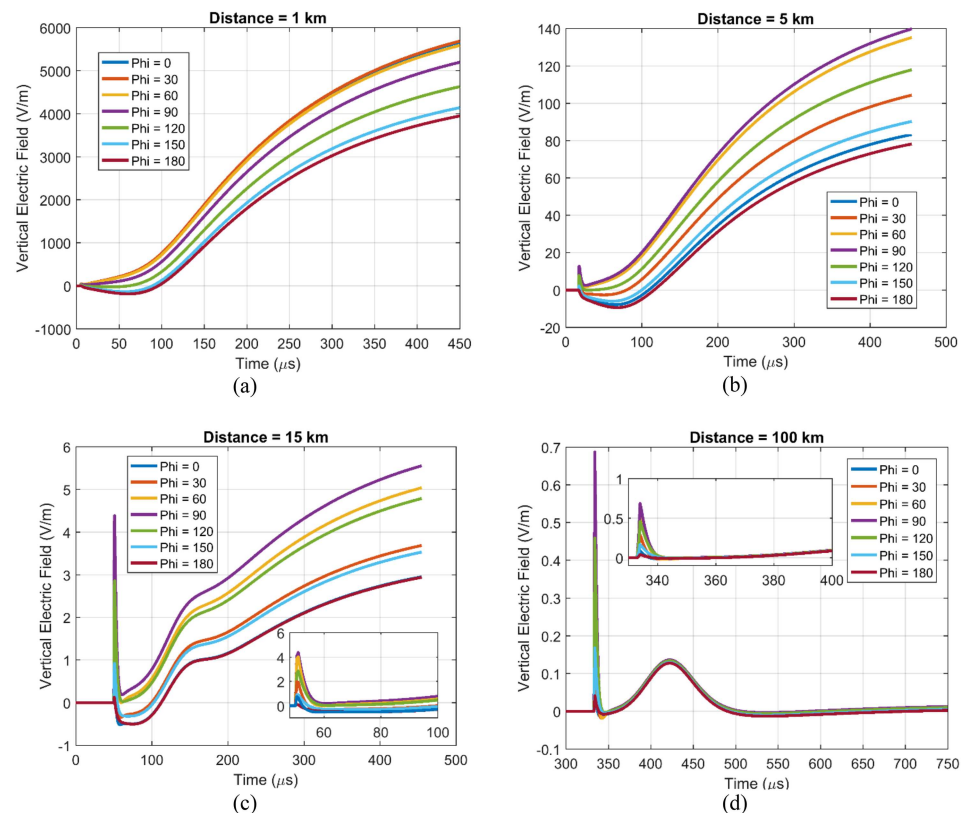 Distance = 1 km
Vertical Electric Field (V/m)
6000
5000
4000
3000
2000
1000
0
-1000
Phi = 0
Phi = 30
Phi = 60
Phi = 90
Phi = 120
Phi = 150
Phi = 180
0 50 100 150 200 250 300 350 400 450
Time (μs)
(a)
Distance = 5 km
Vertical Electric Field (V/m)
140
120
100
80
60
40
20
0
-20
Phi = 0
Phi = 30
Phi = 60
Phi = 90
Phi = 120
Phi = 150
Phi = 180
0 100 200 300 400 500
Time (μs)
(b)
Distance = 15 km
Vertical Electric Field (V/m)
6
5
4
3
2
1
0
-1
Phi = 0
Phi = 30
Phi = 60
Phi = 90
Phi = 120
Phi = 150
Phi = 180
6
4
2
0
60 80 100
0 100 200 300 400 500
Time (μs)
(c)
Distance = 100 km
Vertical Electric Field (V/m)
0.7
0.6
0.5
0.4
0.3
0.2
0.1
0
-0.1
1
0.5
0
340 360 380 400
Phi = 0
Phi = 30
Phi = 60
Phi = 90
Phi = 120
Phi = 150
Phi = 180
300 350 400 450 500 550 600 650 700 750
Time (μs)
(d)